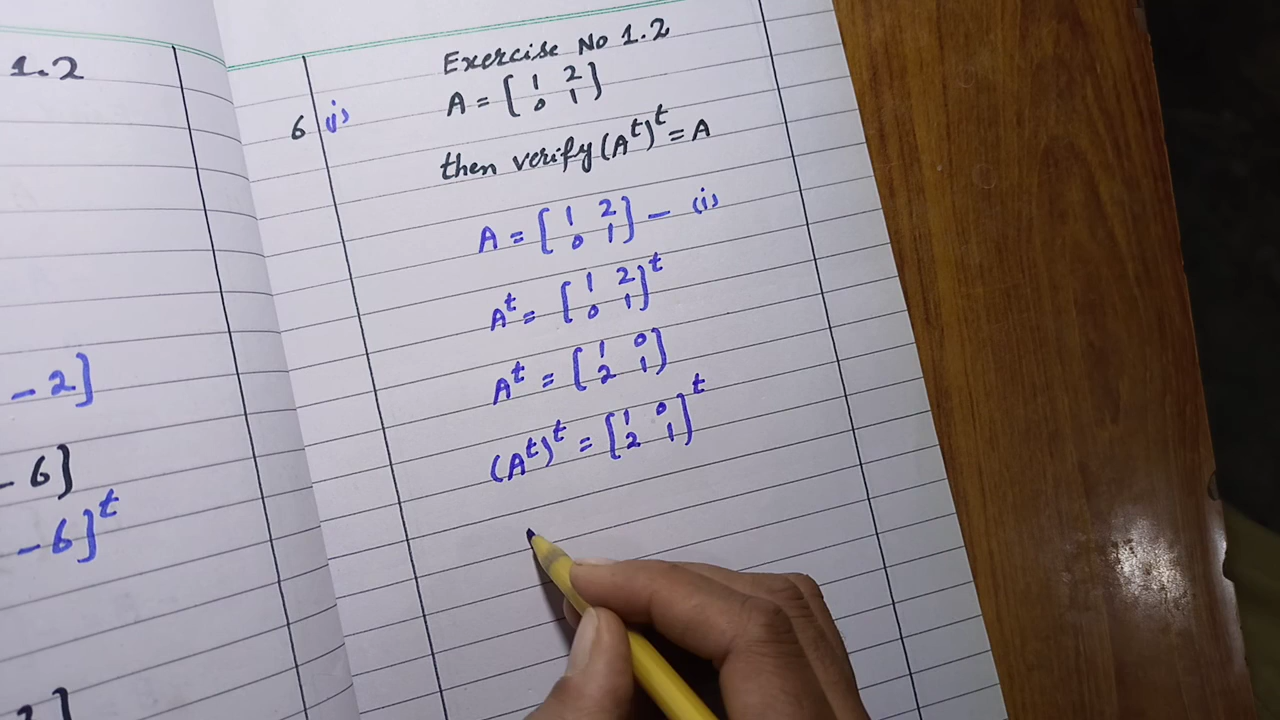 1.2
- 2]
- 6]
- 6]^t
Exercise No 1.2
6 (i) A = [1 2
0 1]
then verify (A^t)^t = A
A = [1 2
0 1] - (i)
A^t = [1 2
0 1]^t
A^t = [1 0
2 1]
(A^t)^t = [1 0
2 1]^t